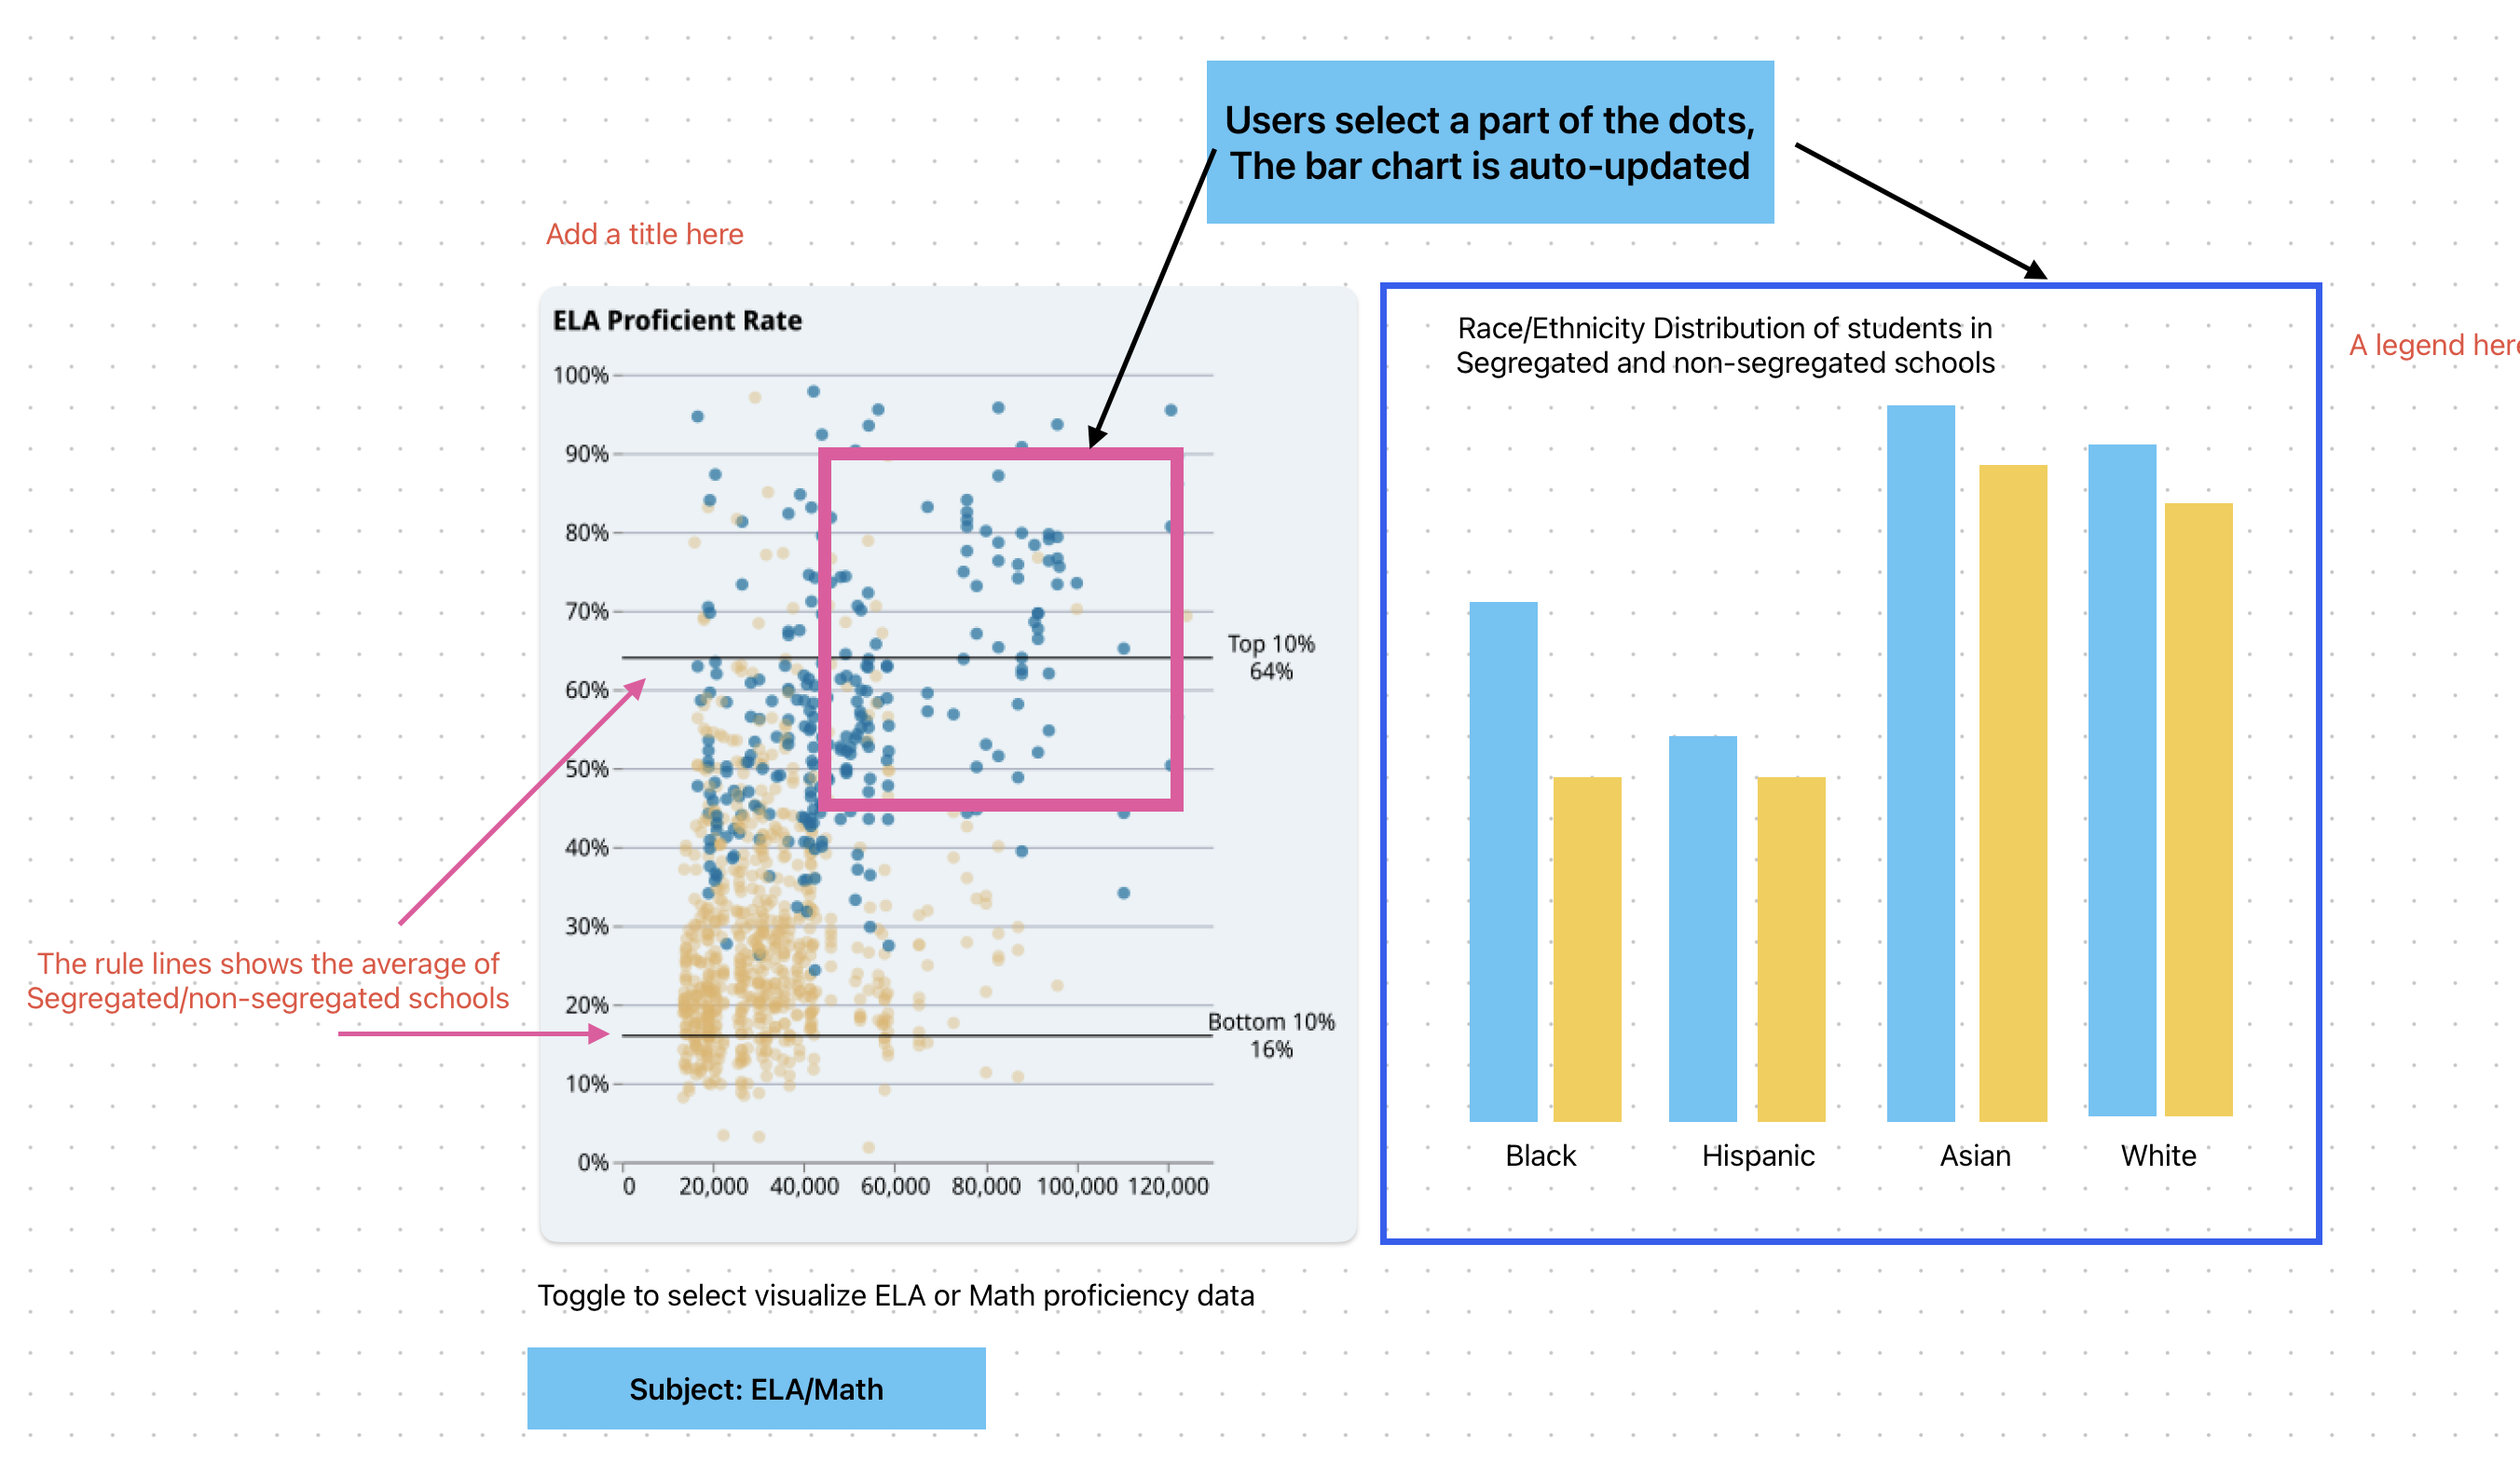 Users select a part of the dots,
The bar chart is auto-updated
Add a title here
ELA Proficient Rate
100%
90%
80%
70%
60%
50%
40%
30%
20%
10%
0%
0
20,000
40,000
60,000
80,000
100,000
120,000
Top 10%
64%
Bottom 10%
16%
The rule lines shows the average of
Segregated/non-segregated schools
Race/Ethnicity Distribution of students in
Segregated and non-segregated schools
A legend here
Black
Hispanic
Asian
White
Toggle to select visualize ELA or Math proficiency data
Subject: ELA/Math